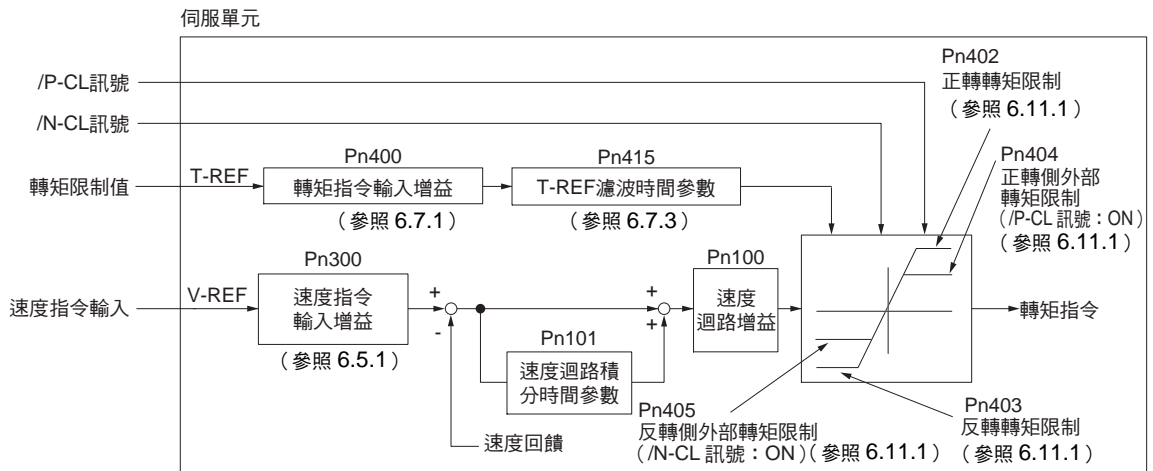 伺服單元
/P-CL訊號
/N-CL訊號
轉矩限制值
T-REF
Pn400
轉矩指令輸入增益
(參照 6.7.1)
Pn415
T-REF濾波時間參數
(參照 6.7.3)
Pn402
正轉轉矩限制
(參照 6.11.1)
Pn404
正轉側外部
轉矩限制
(/P-CL 訊號：ON)
(參照 6.11.1)
速度指令輸入
V-REF
Pn300
速度指令
輸入增益
(參照 6.5.1)
+
-
Pn101
速度迴路積
分時間參數
+
+
Pn100
速度
迴路增益
轉矩指令
速度回饋
Pn405
反轉側外部轉矩限制
(/N-CL 訊號：ON)(參照 6.11.1)
Pn403
反轉轉矩限制
(參照 6.11.1)